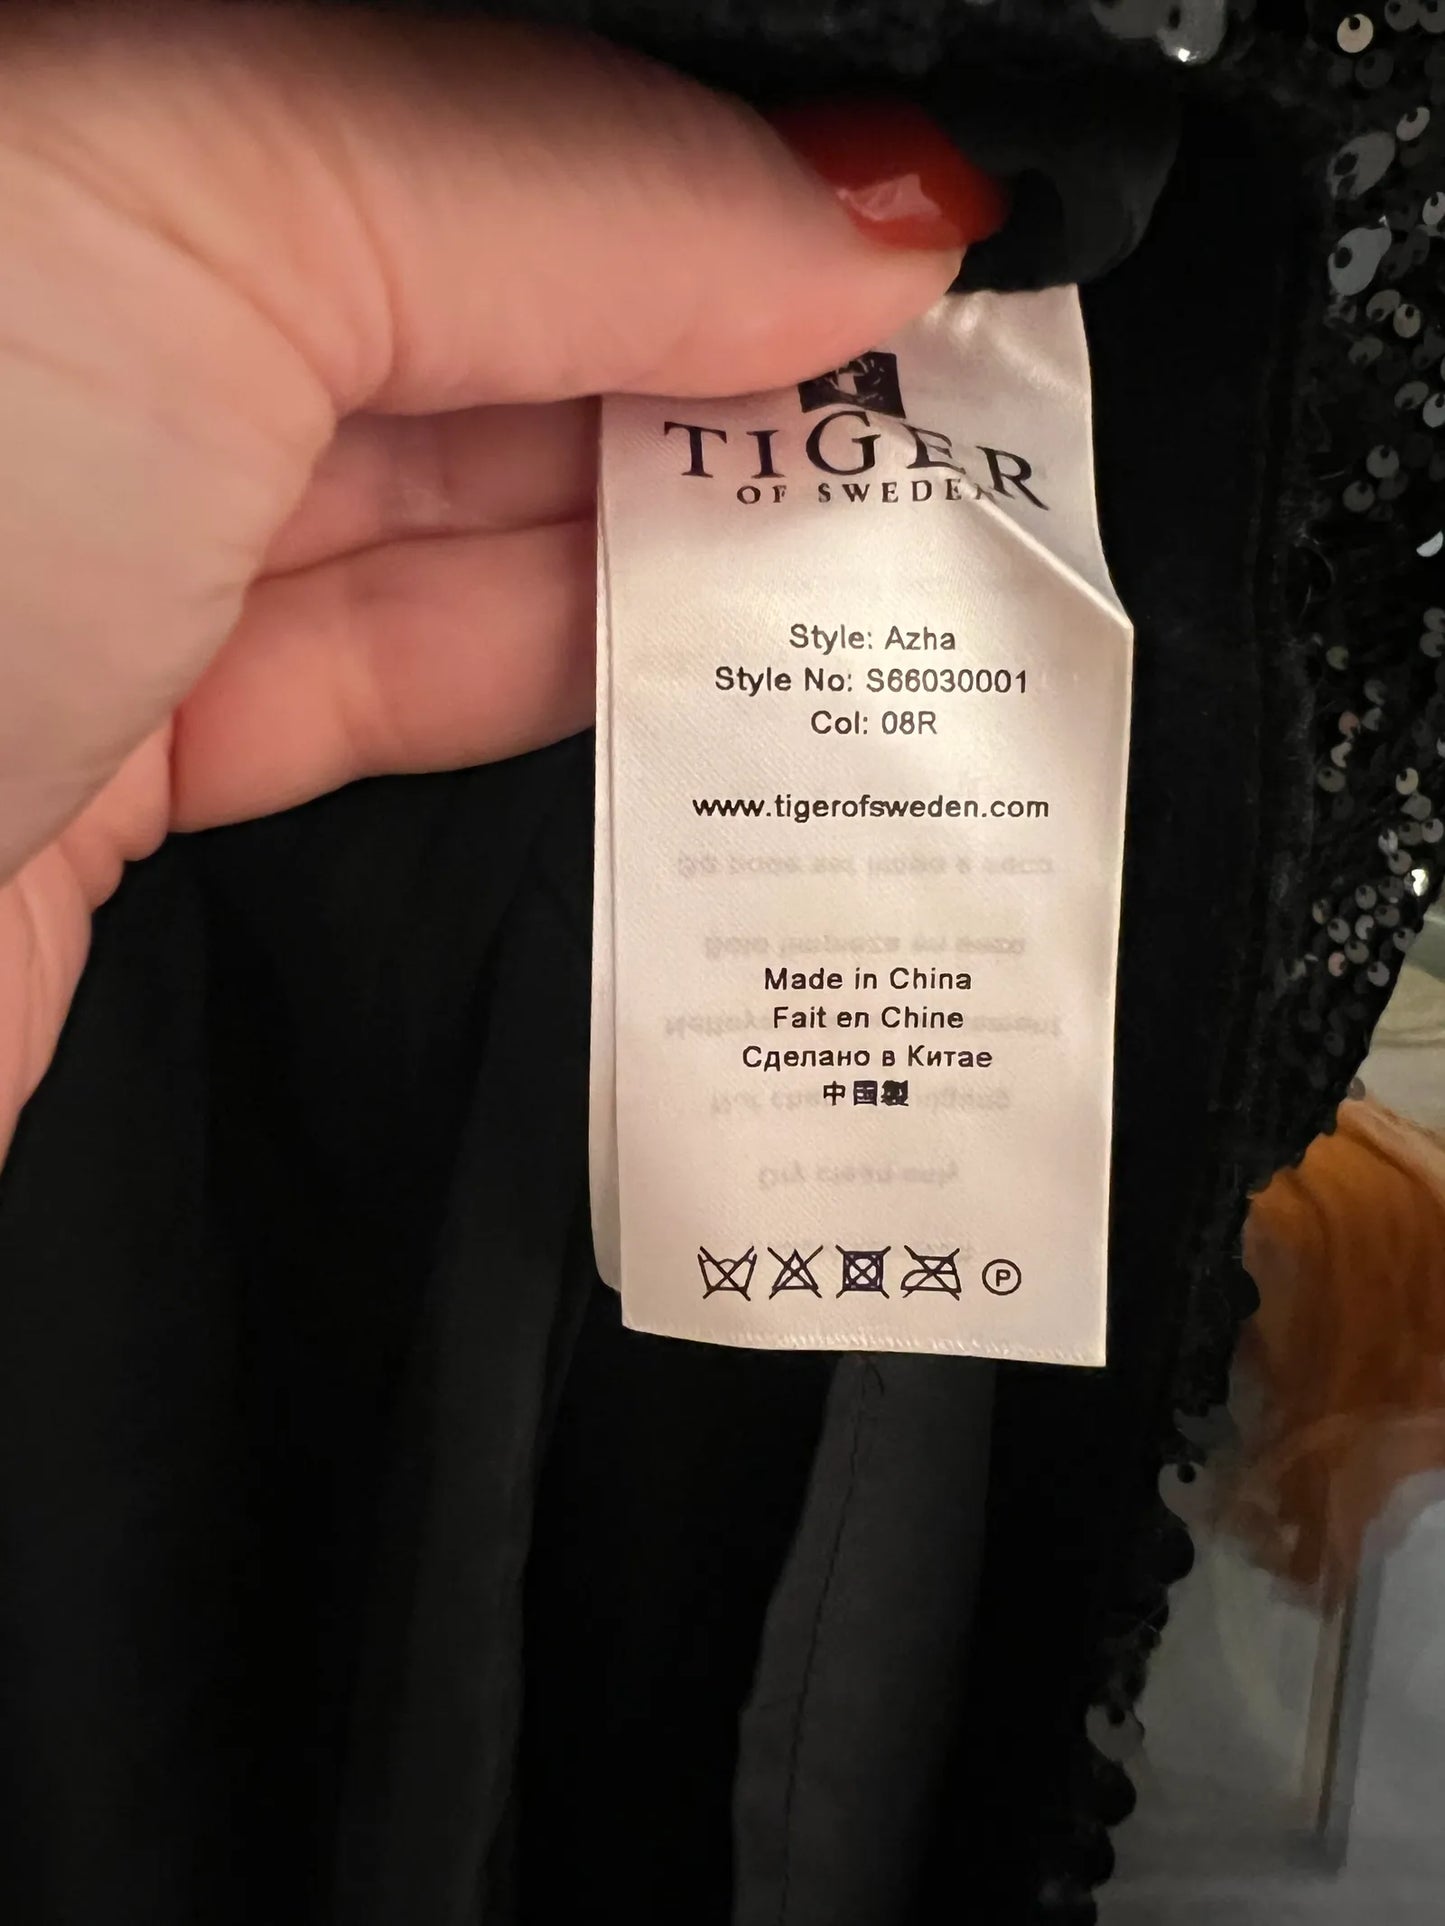 TIGER
OF SWEDEN
Style: Azha
Style No: S66030001
Col: 08R
www.tigerofsweden.com
Made in China
Fait en Chine
Сделано в Китае
中国製
P